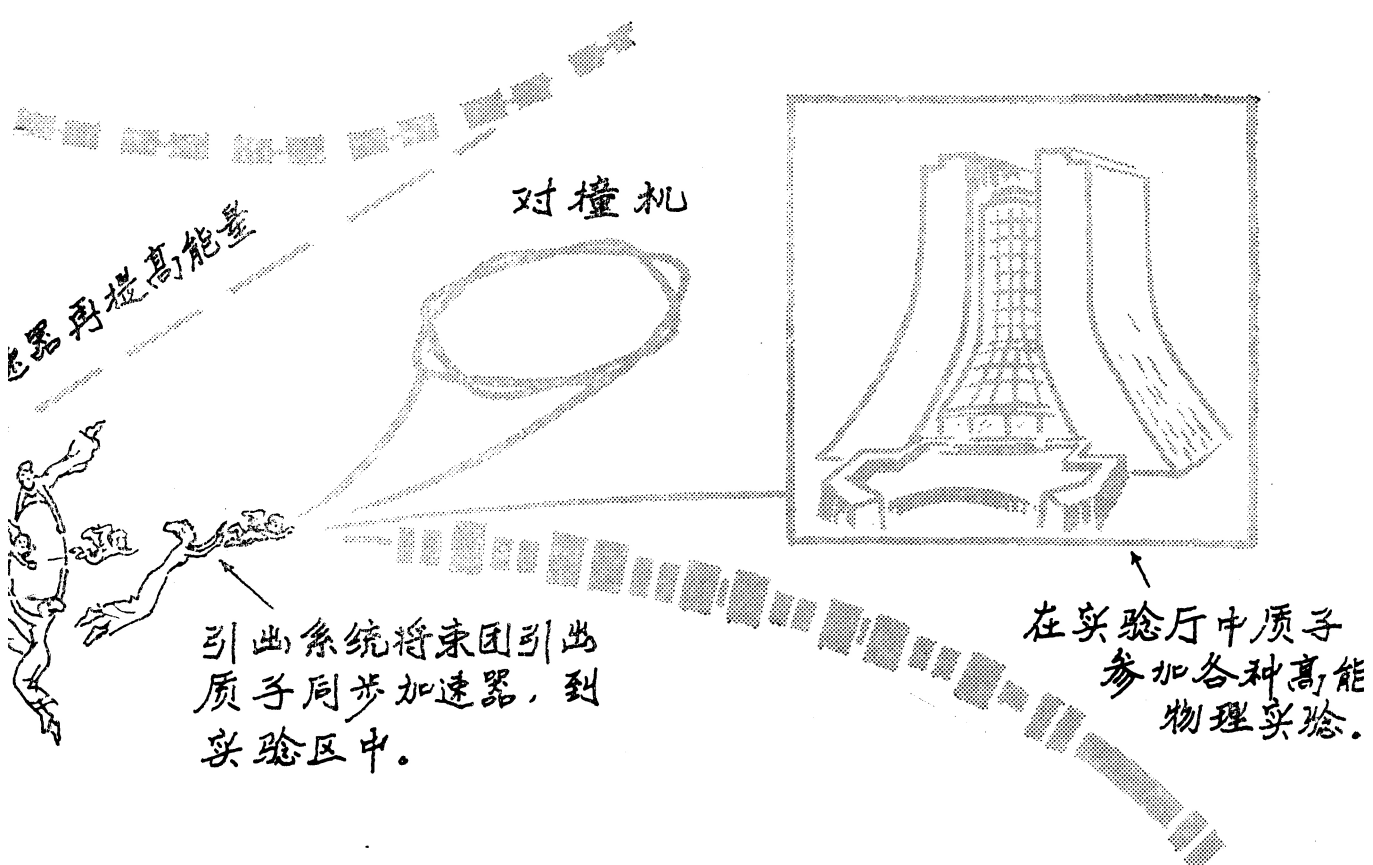 对撞机
速器再提高能量
引出系统将束团引出
质子同步加速器，到
实验区中。
在实验厅中质子
参加各种高能
物理实验.